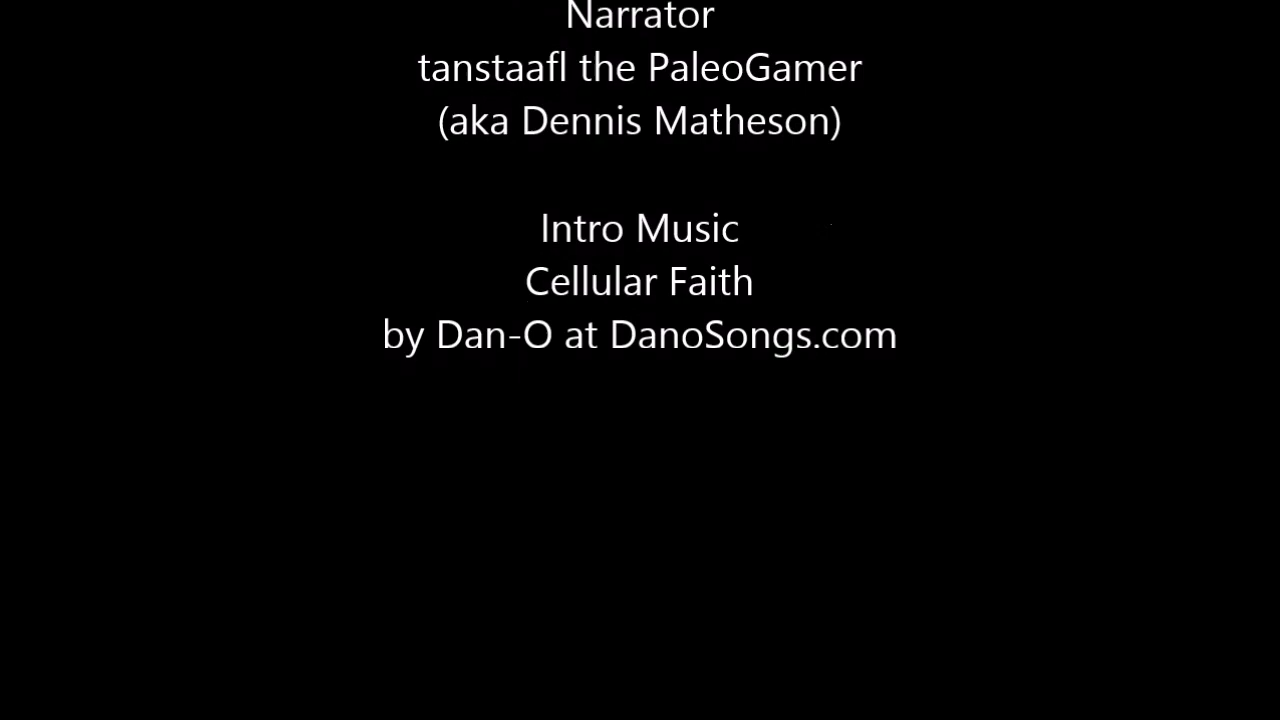 Narrator
tanstaafl the PaleoGamer
(aka Dennis Matheson)
Intro Music
Cellular Faith
by Dan-O at DanoSongs.com